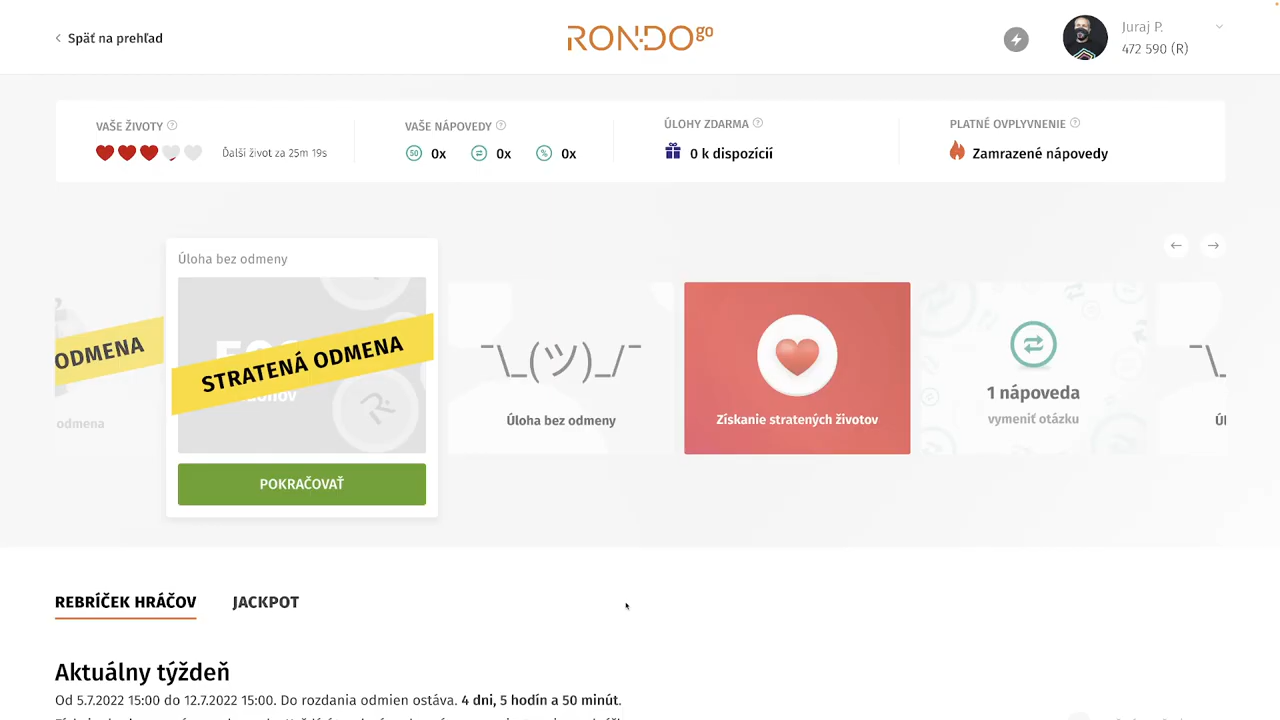 Späť na prehľad
RONDO go
Juraj P.
472 590 (R)
VAŠE ŽIVOTY ?
Ďalší život za 25m 19s
VAŠE NÁPOVEDY ?
50 0x
0x
% 0x
ÚLOHY ZDARMA ?
0 k dispozícií
PLATNÉ OVPLYVNENIE ?
Zamrazené nápovedy
ODMENA
odmena
Úloha bez odmeny
STRATENÁ ODMENA
POKRAČOVAŤ
¯\_(ツ)_/¯
Úloha bez odmeny
Získanie stratených životov
1 nápoveda
vymeniť otázku
¯\_
REBRÍČEK HRÁČOV
JACKPOT
Aktuálny týždeň
Od 5.7.2022 15:00 do 12.7.2022 15:00. Do rozdania odmien ostáva. 4 dni, 5 hodín a 50 minút.